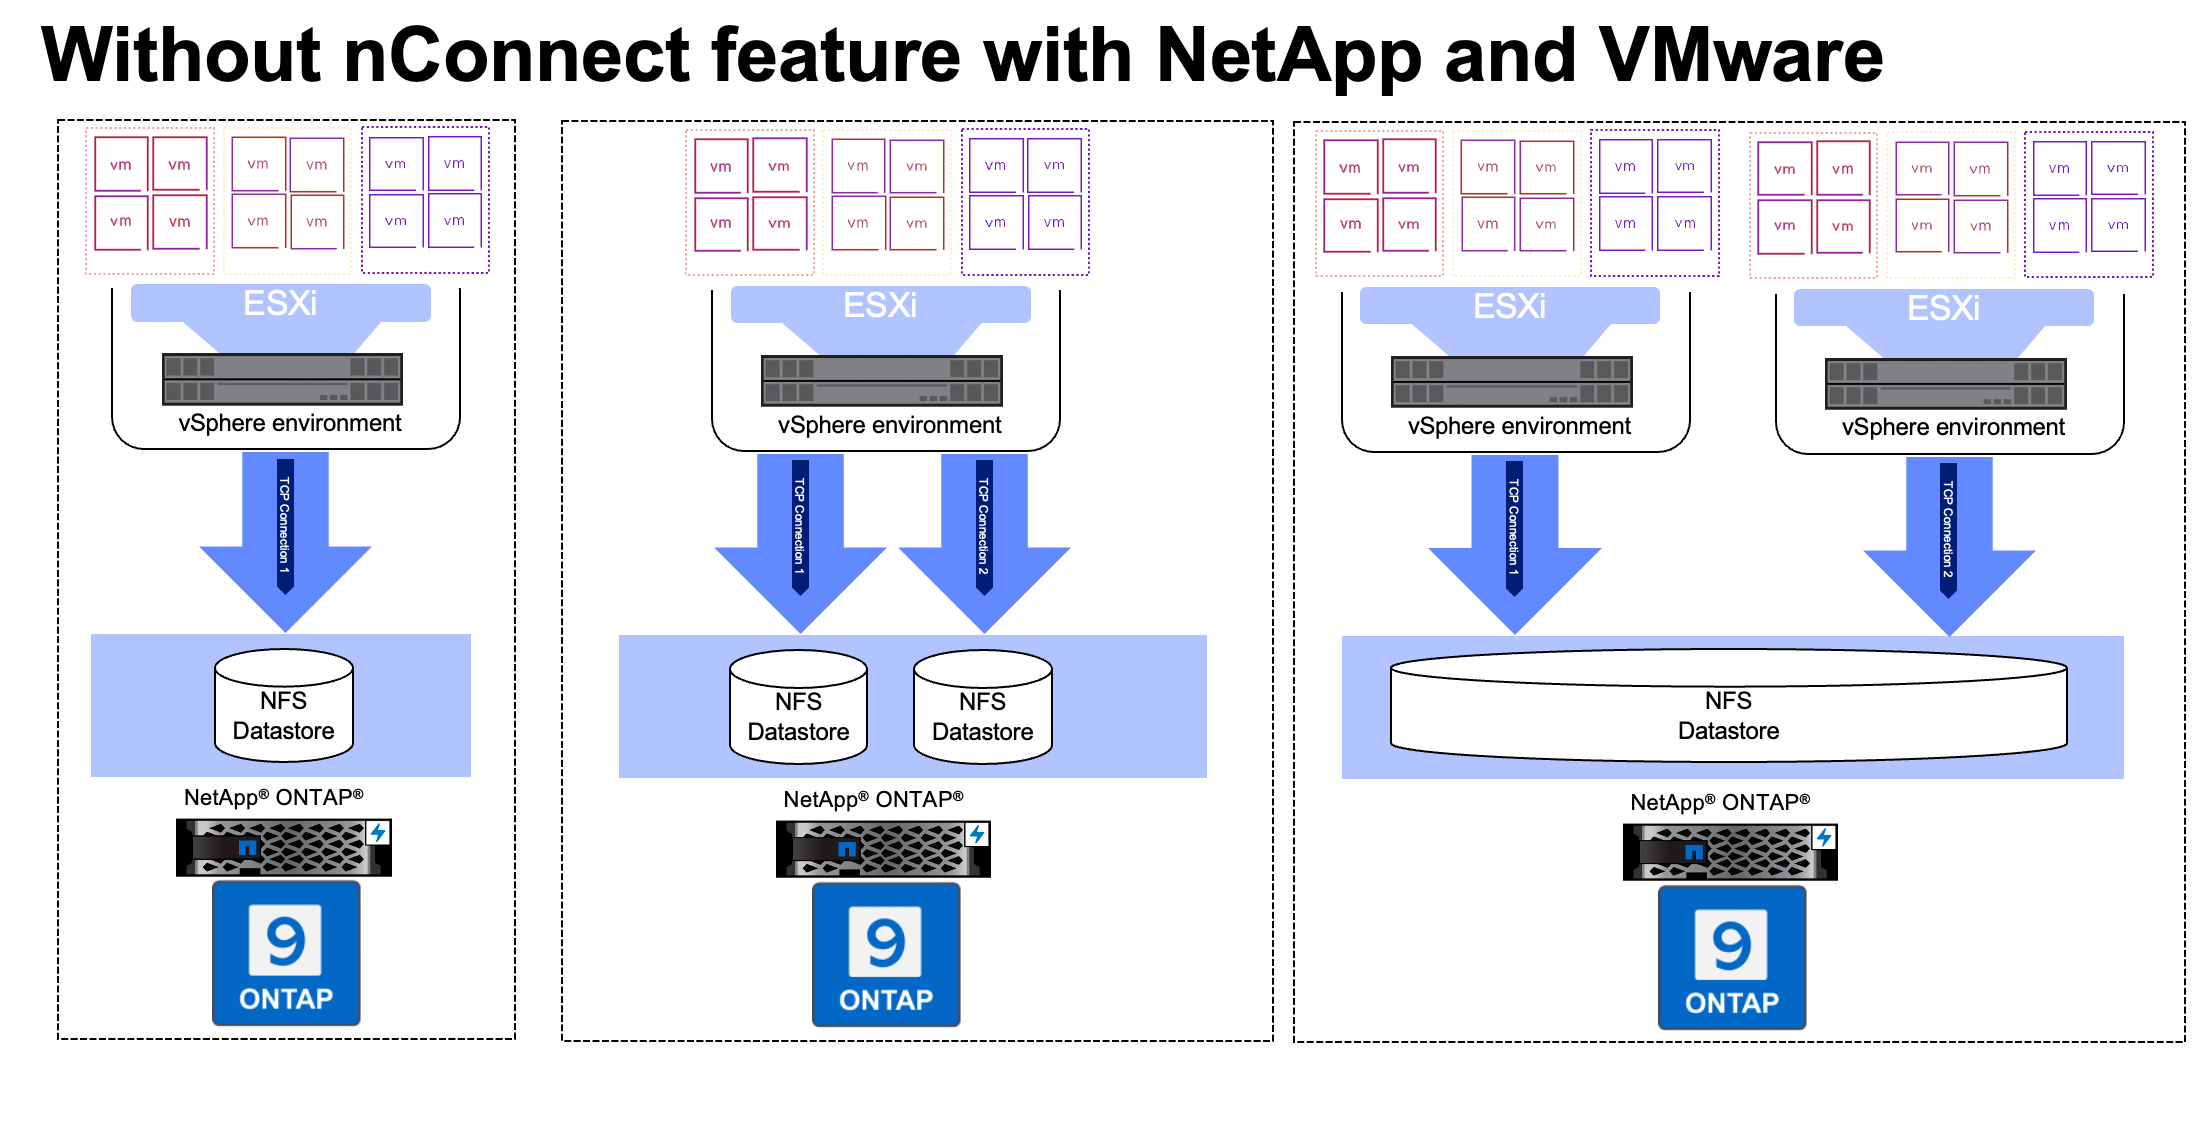 Without nConnect feature with NetApp and VMware
vm vm vm vm vm vm
vm vm vm vm vm vm
ESXi
vSphere environment
TCP Connection 1
NFS
Datastore
NetApp® ONTAP®
9
ONTAP
vm vm vm vm vm vm
vm vm vm vm vm vm
ESXi
vSphere environment
TCP Connection 1
TCP Connection 2
NFS
Datastore
NFS
Datastore
NetApp® ONTAP®
9
ONTAP
vm vm vm vm vm vm
vm vm vm vm vm vm
ESXi
vSphere environment
TCP Connection 1
vm vm vm vm vm vm
vm vm vm vm vm vm
ESXi
vSphere environment
TCP Connection 2
NFS
Datastore
NetApp® ONTAP®
9
ONTAP